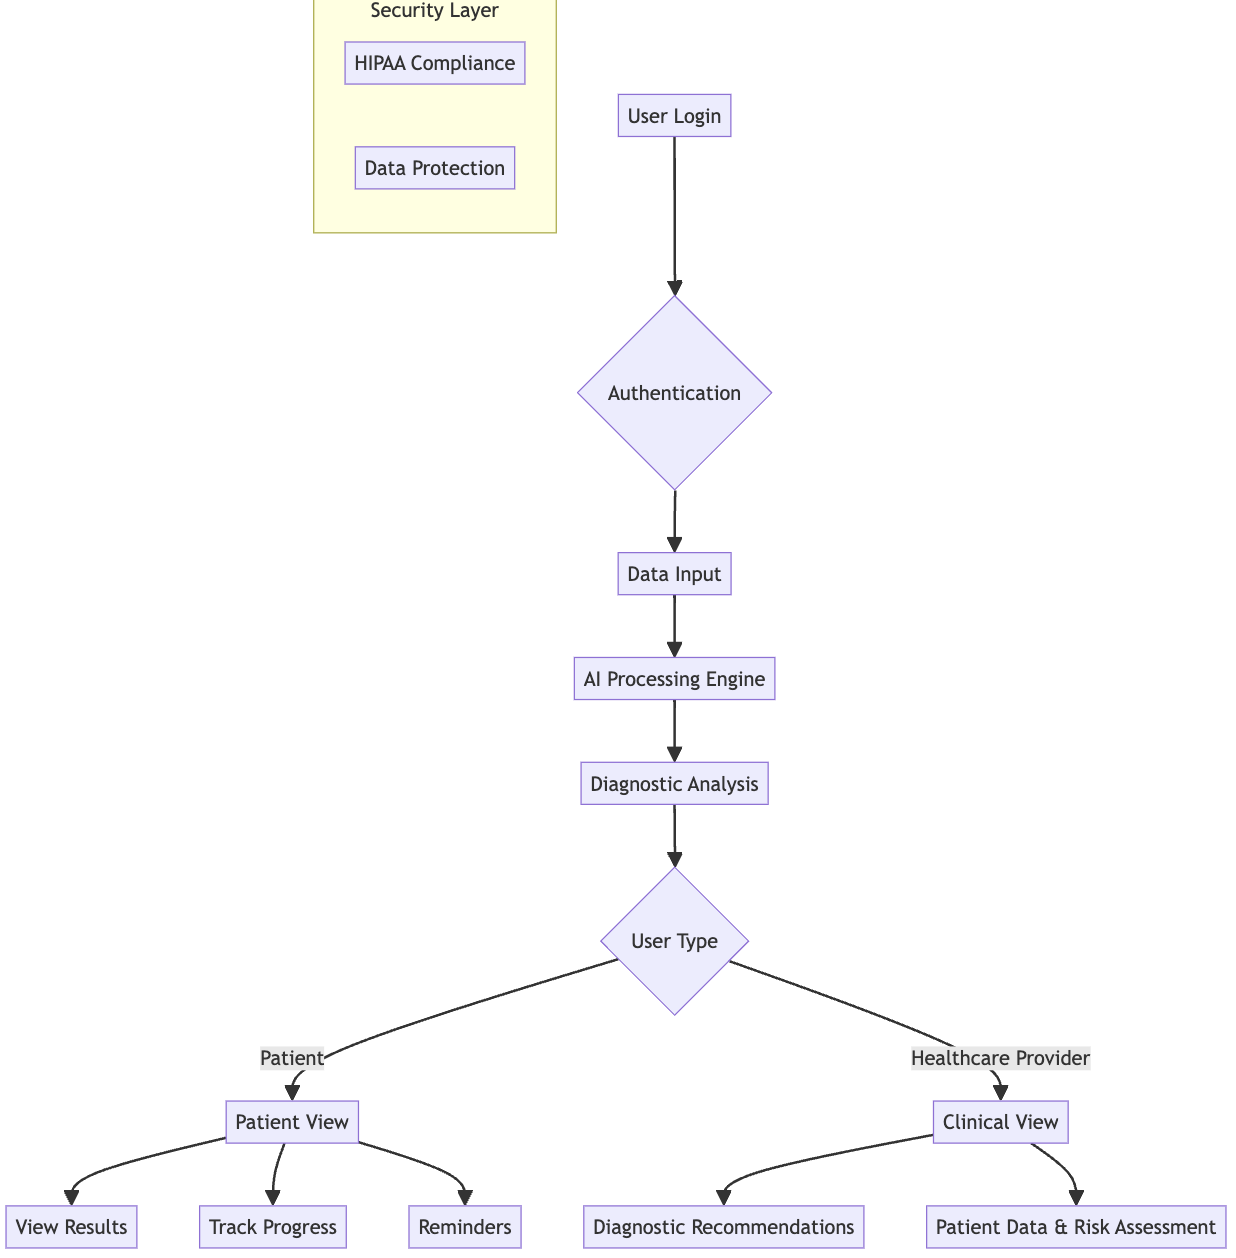 Security Layer
HIPAA Compliance
User Login
Data Protection
Authentication
Data Input
AI Processing Engine
Diagnostic Analysis
User Type
Patient
Healthcare Provider
Patient View
Clinical View
View Results
Track Progress
Reminders
Diagnostic Recommendations
Patient Data & Risk Assessment